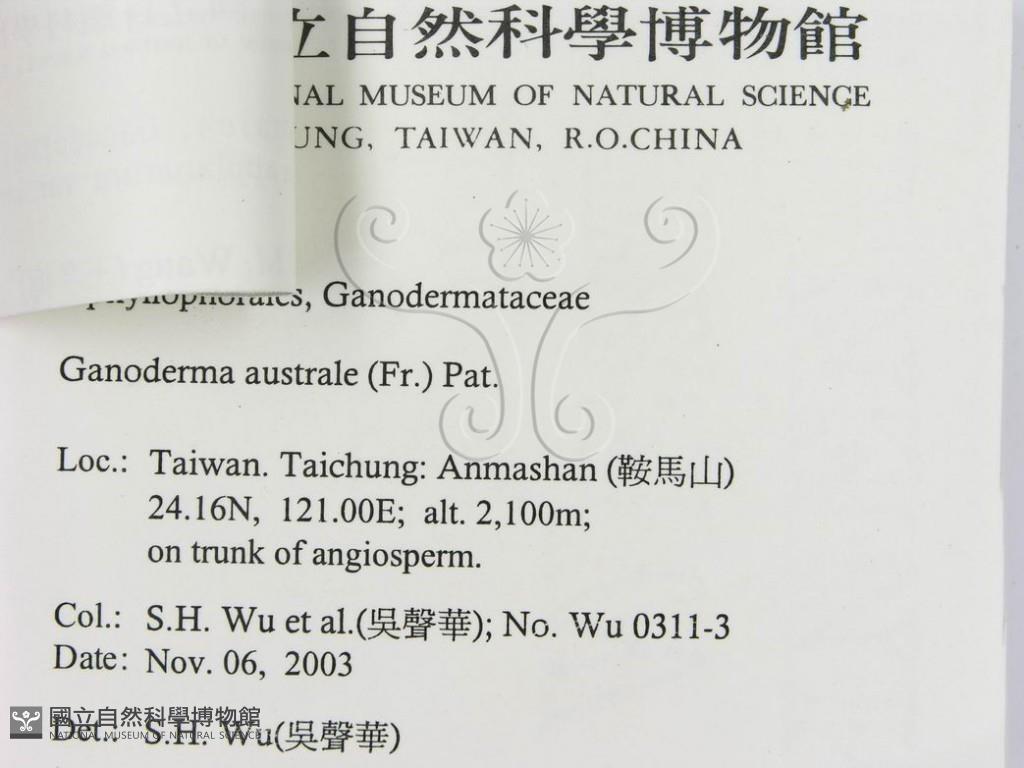 立自然科學博物館
NAL MUSEUM OF NATURAL SCIENCE
UNG, TAIWAN, R.O.CHINA
Ganodermataceae
Ganoderma australe (Fr.) Pat.
Loc.: Taiwan. Taichung: Anmashan (鞍馬山)
24.16N, 121.00E; alt. 2,100m;
on trunk of angiosperm.
Col.: S.H. Wu et al.(吳聲華); No. Wu 0311-3
Date: Nov. 06, 2003
Det.: S.H. Wu(吳聲華)
國立自然科學博物館
NATIONAL MUSEUM OF NATURAL SCIENCE